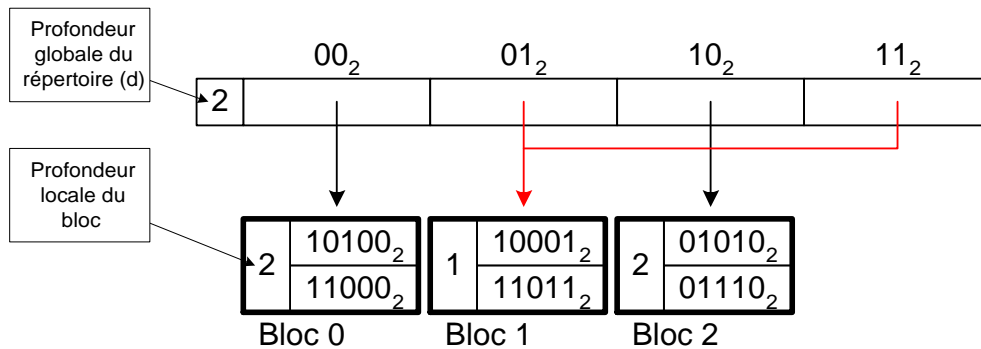 Profondeur
globale du
répertoire (d)
00₂ 01₂ 10₂ 11₂
2
Profondeur
locale du
bloc
2 10100₂ 11000₂
1 10001₂ 11011₂
2 01010₂ 01110₂
Bloc 0 Bloc 1 Bloc 2